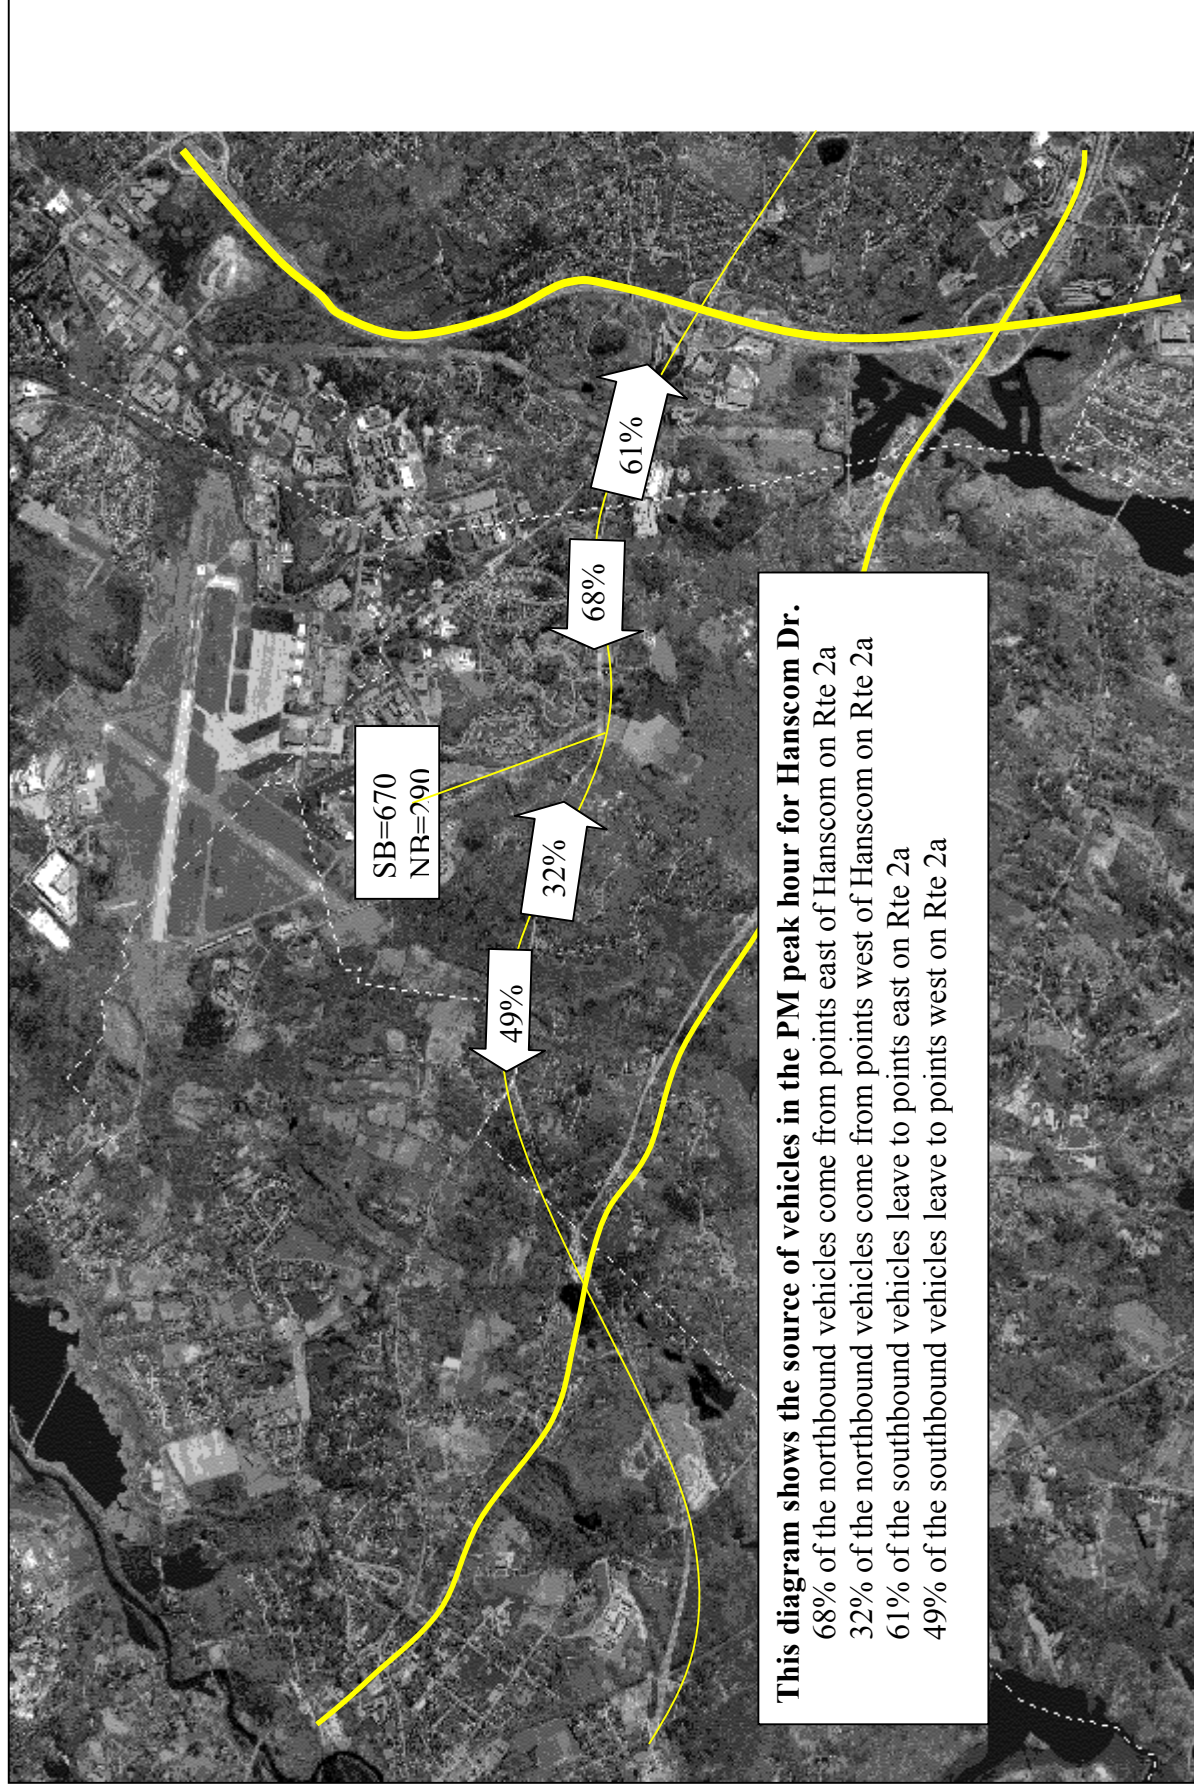 SB=670
NB=290
49%
32%
68%
61%
This diagram shows the source of vehicles in the PM peak hour for Hanscom Dr.
68% of the northbound vehicles come from points east of Hanscom on Rte 2a
32% of the northbound vehicles come from points west of Hanscom on Rte 2a
61% of the southbound vehicles leave to points east on Rte 2a
49% of the southbound vehicles leave to points west on Rte 2a